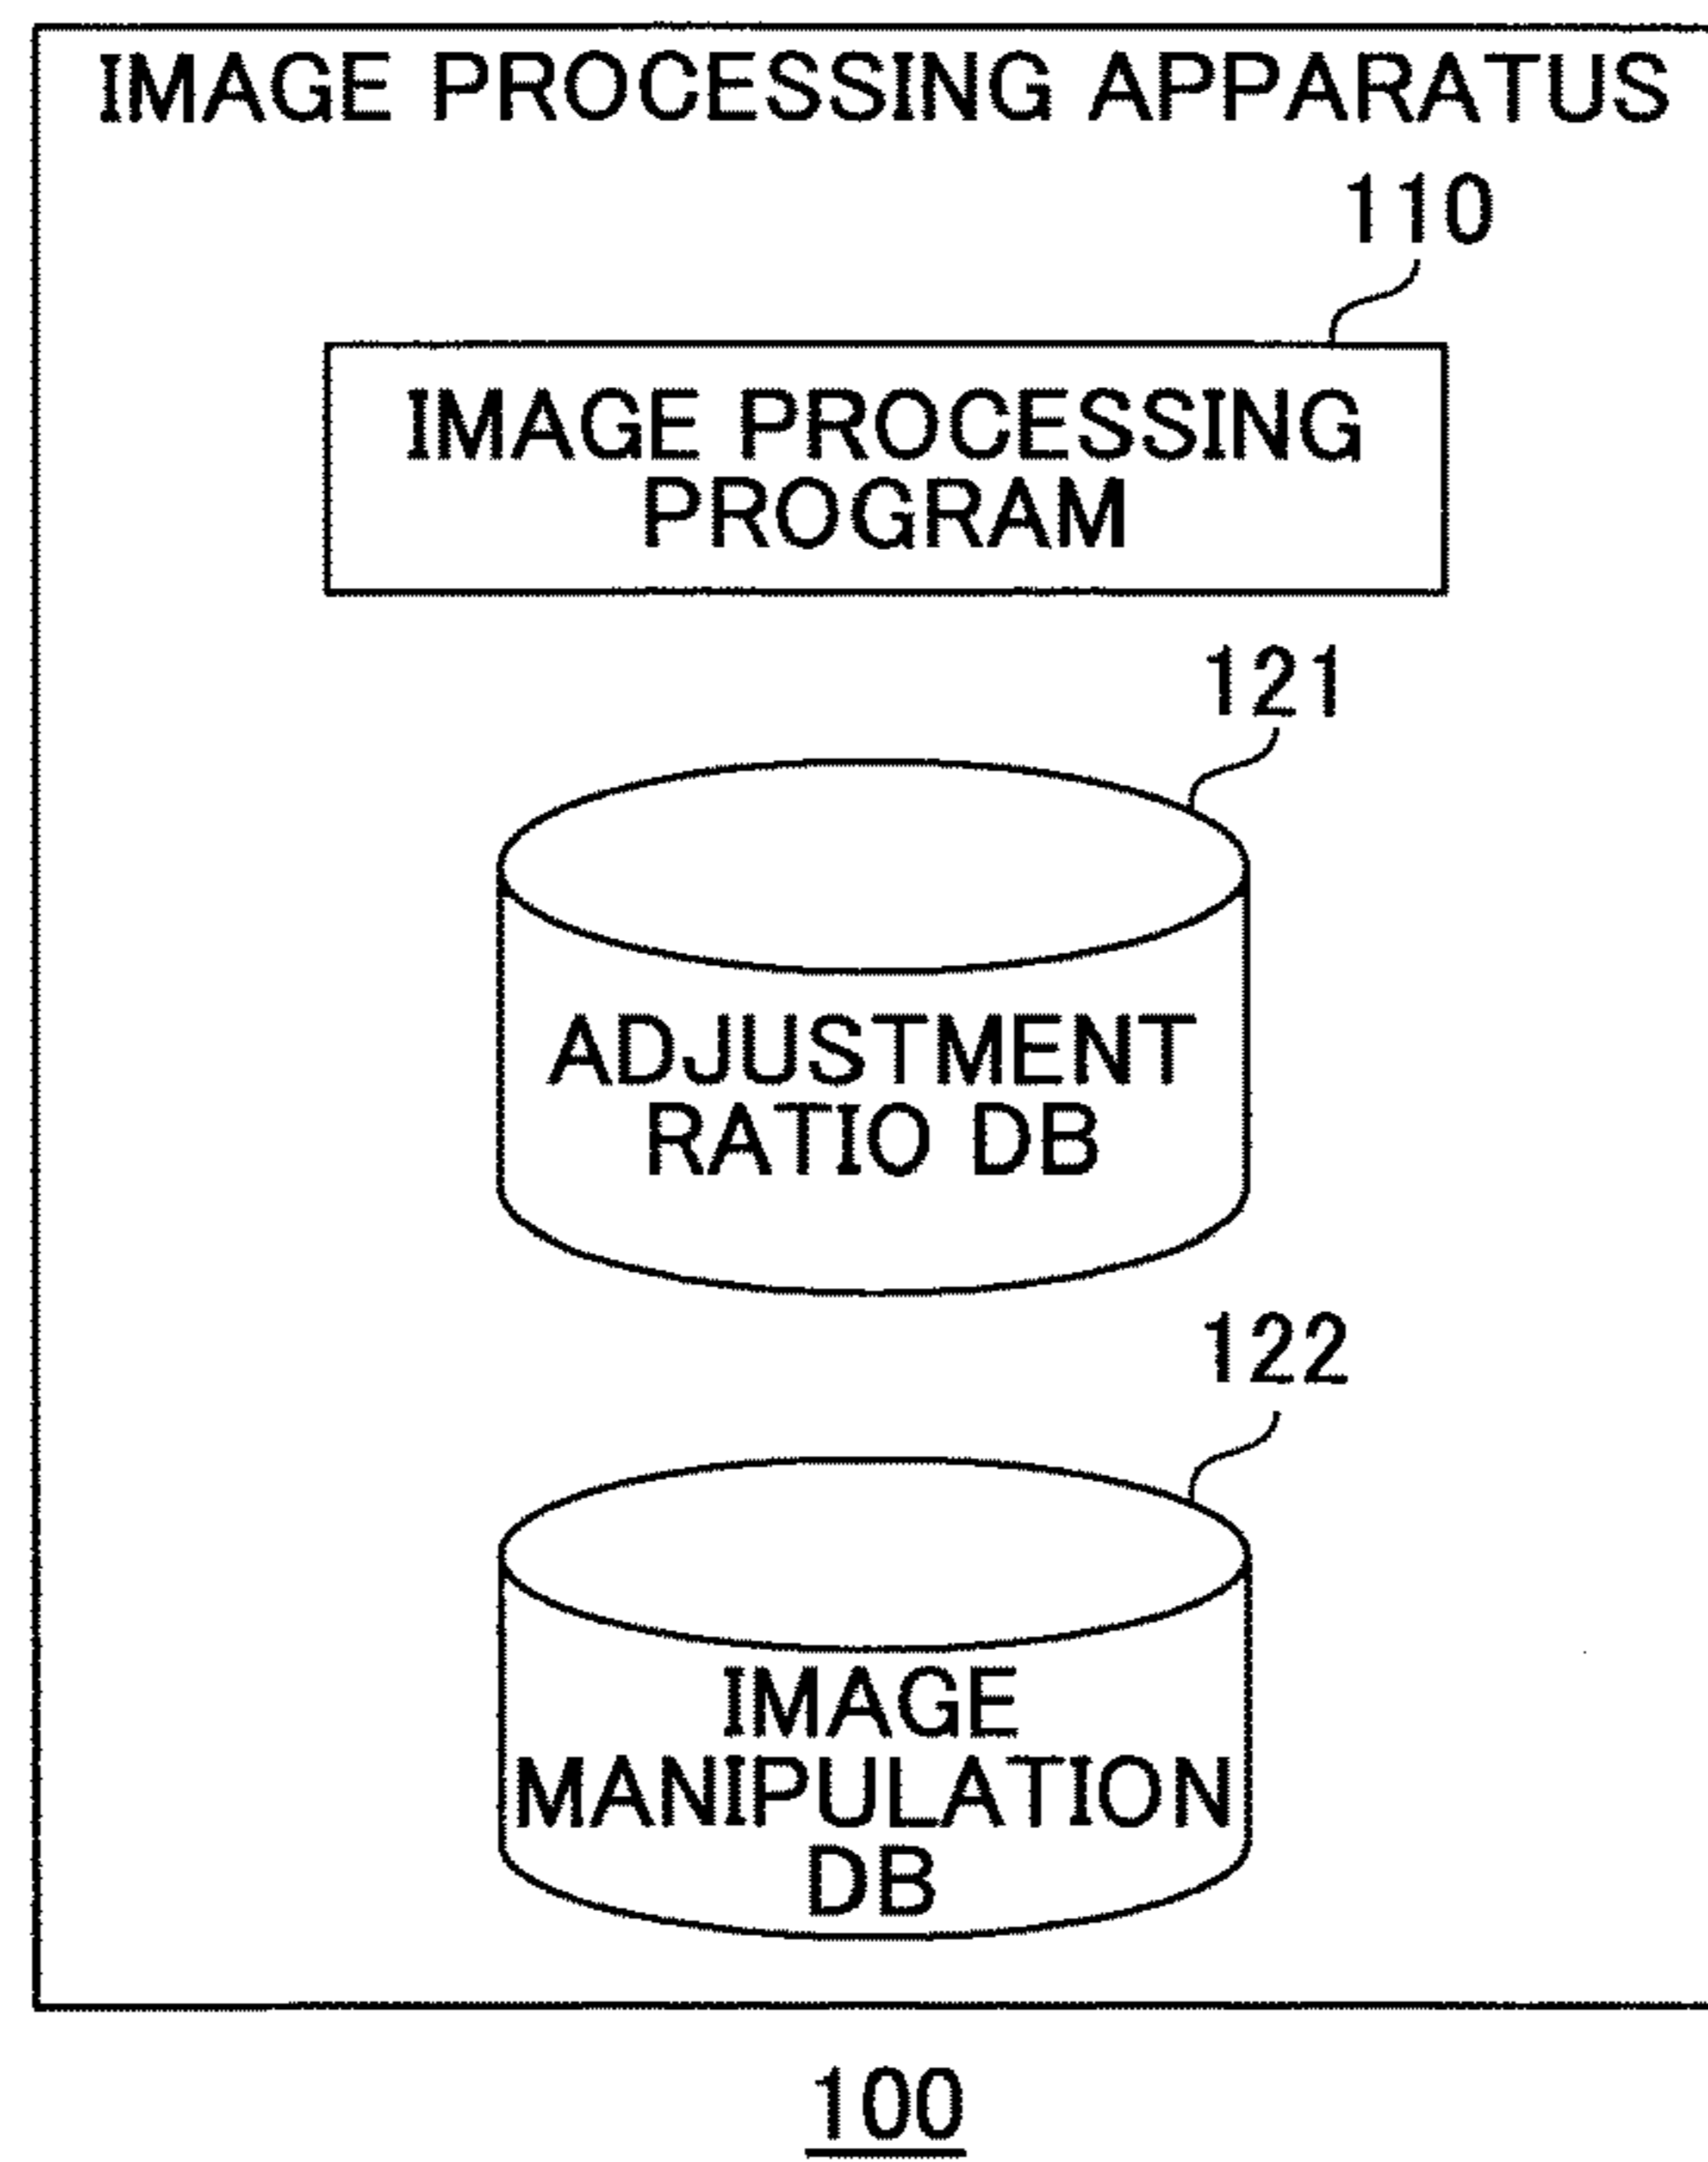 IMAGE PROCESSING APPARATUS
110
IMAGE PROCESSING
PROGRAM
121
ADJUSTMENT
RATIO DB
122
IMAGE
MANIPULATION
DB
100